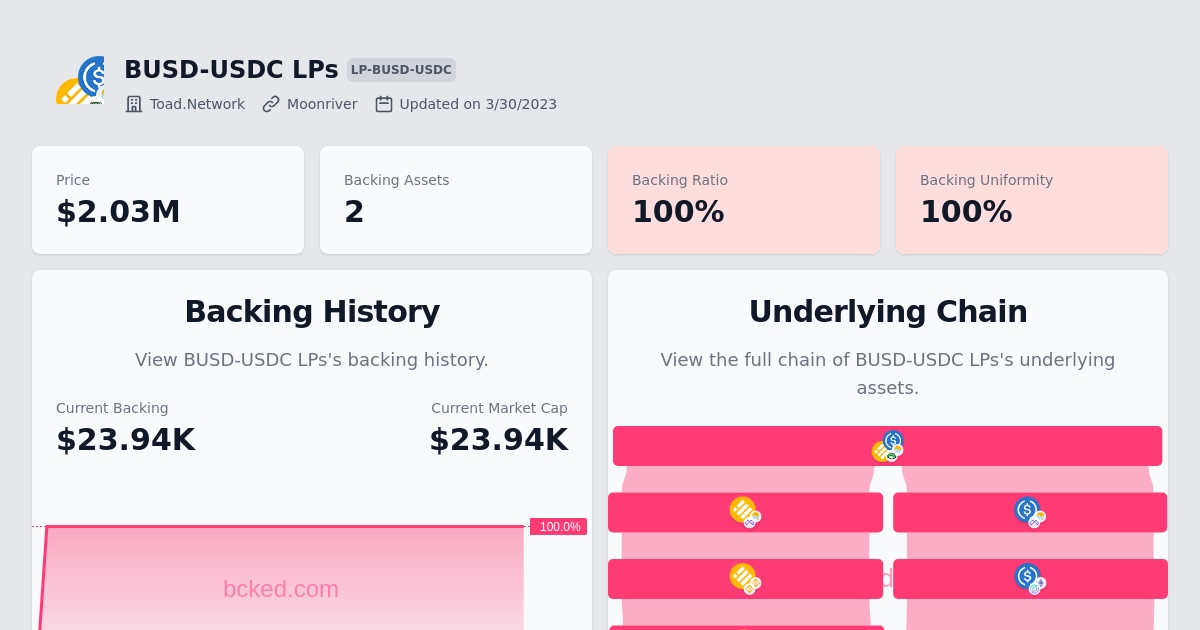 BUSD-USDC LPs LP-BUSD-USDC
Toad.Network Moonriver Updated on 3/30/2023
Price
$2.03M
Backing Assets
2
Backing Ratio
100%
Backing Uniformity
100%
Backing History
View BUSD-USDC LPs's backing history.
Current Backing
$23.94K
Current Market Cap
$23.94K
100.0%
bcked.com
Underlying Chain
View the full chain of BUSD-USDC LPs's underlying
assets.